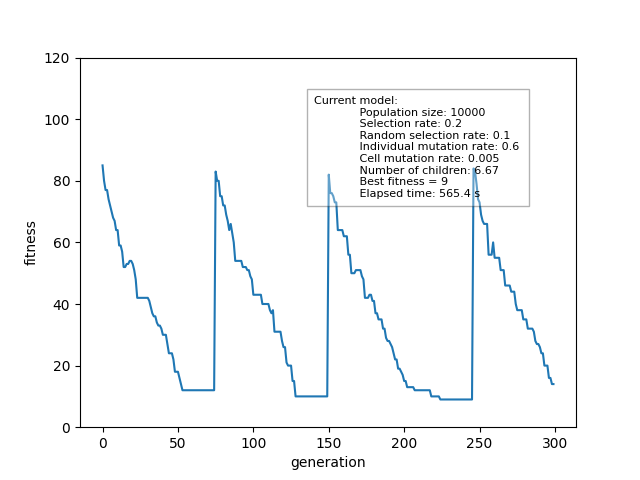 120
100
80
60
40
20
0
fitness
Current model:
Population size: 10000
Selection rate: 0.2
Random selection rate: 0.1
Individual mutation rate: 0.6
Cell mutation rate: 0.005
Number of children: 6.67
Best fitness = 9
Elapsed time: 565.4 s
0 50 100 150 200 250 300
generation